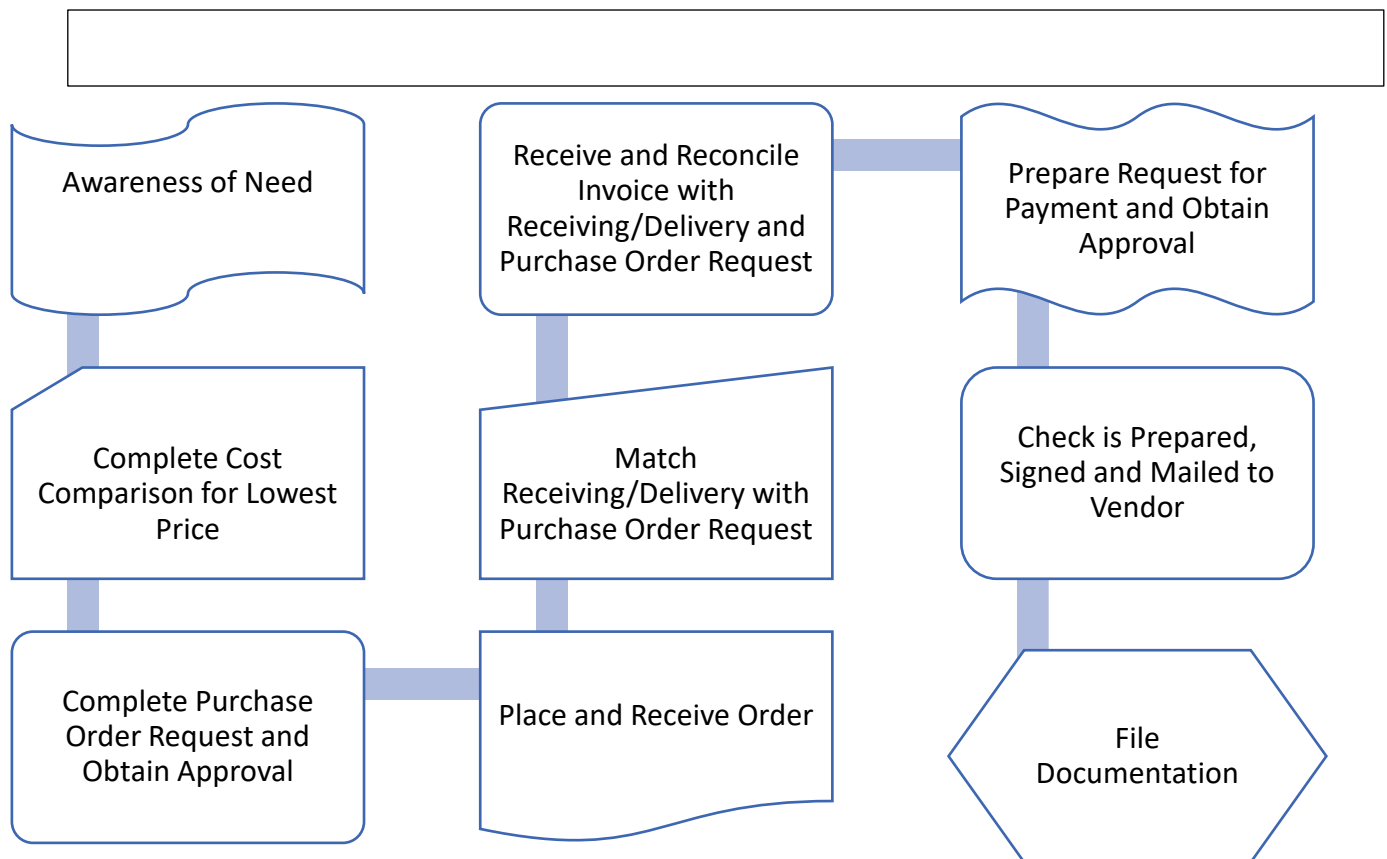 Awareness of Need
Complete Cost
Comparison for Lowest
Price
Complete Purchase
Order Request and
Obtain Approval
Place and Receive Order
Match
Receiving/Delivery with
Purchase Order Request
Receive and Reconcile
Invoice with
Receiving/Delivery and
Purchase Order Request
Prepare Request for
Payment and Obtain
Approval
Check is Prepared,
Signed and Mailed to
Vendor
File
Documentation